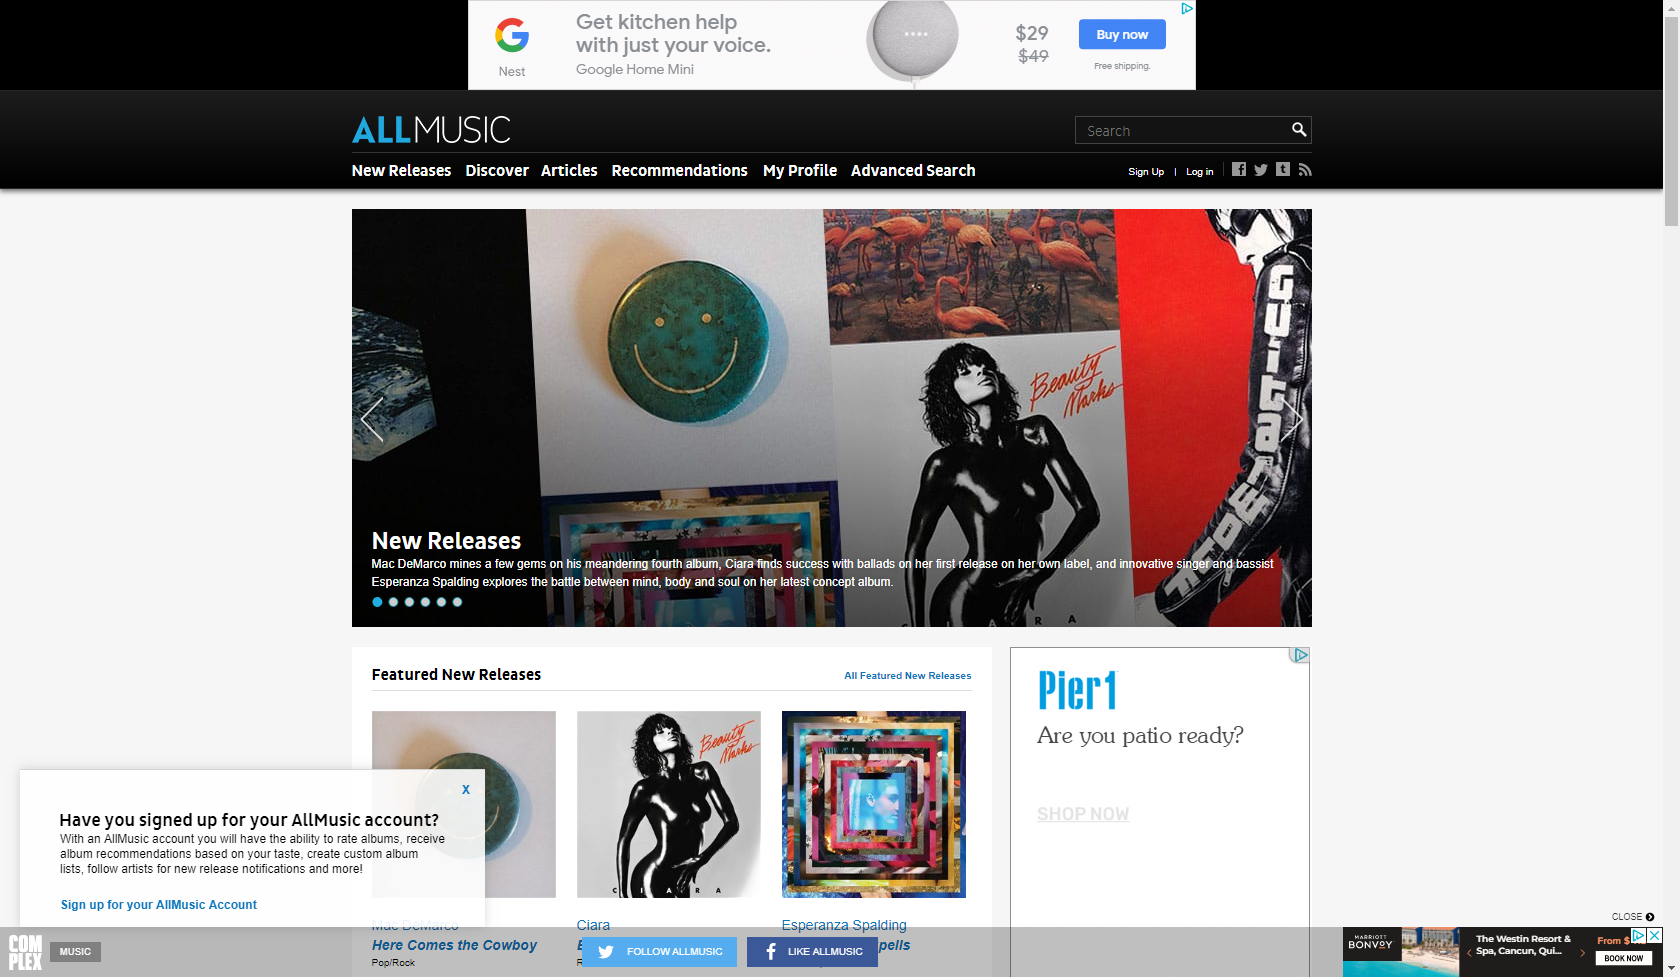 Get kitchen help
with just your voice.
Google Home Mini
Nest
$29
$49
Buy now
Free shipping.
ALLMUSIC
Search
New Releases Discover Articles Recommendations My Profile Advanced Search
Sign Up | Log in
Beauty
Marks
New Releases
Mac DeMarco mines a few gems on his meandering fourth album, Ciara finds success with ballads on her first release on her own label, and innovative singer and bassist
Esperanza Spalding explores the battle between mind, body and soul on her latest concept album.
CIARA
Featured New Releases
All Featured New Releases
Beauty
Marks
CIARA
Pier1
Are you patio ready?
SHOP NOW
X
Have you signed up for your AllMusic account?
With an AllMusic account you will have the ability to rate albums, receive
album recommendations based on your taste, create custom album
lists, follow artists for new release notifications and more!
Sign up for your AllMusic Account
Mac DeMarco
Here Comes the Cowboy
Pop/Rock
Ciara
Esperanza Spalding
COM
PLEX
MUSIC
FOLLOW ALLMUSIC
LIKE ALLMUSIC
CLOSE
MARRIOTT
BONVOY
The Westin Resort &
Spa, Cancun, Qui...
From $
BOOK NOW